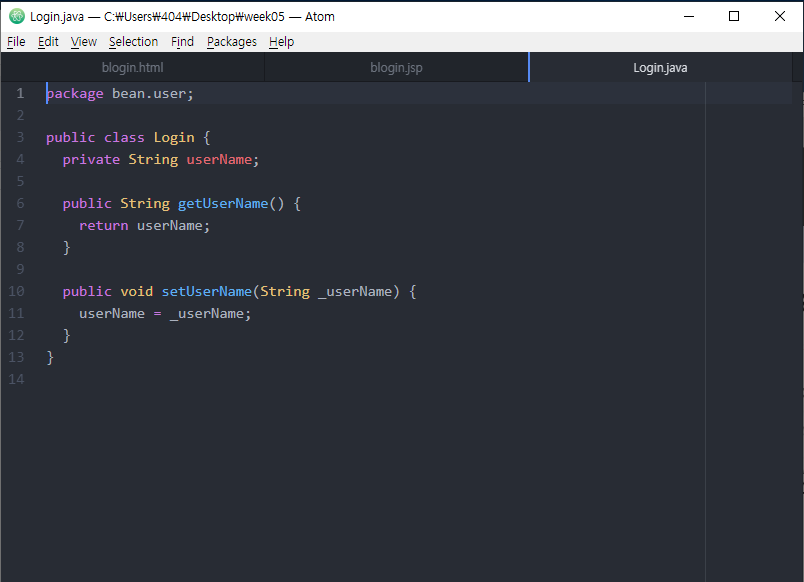 Login.java — C:₩Users₩404₩Desktop₩week05 — Atom
File Edit View Selection Find Packages Help
blogin.html blogin.jsp Login.java
1 package bean.user;
2
3 public class Login {
4   private String userName;
5
6   public String getUserName() {
7     return userName;
8   }
9
10   public void setUserName(String _userName) {
11     userName = _userName;
12   }
13 }
14